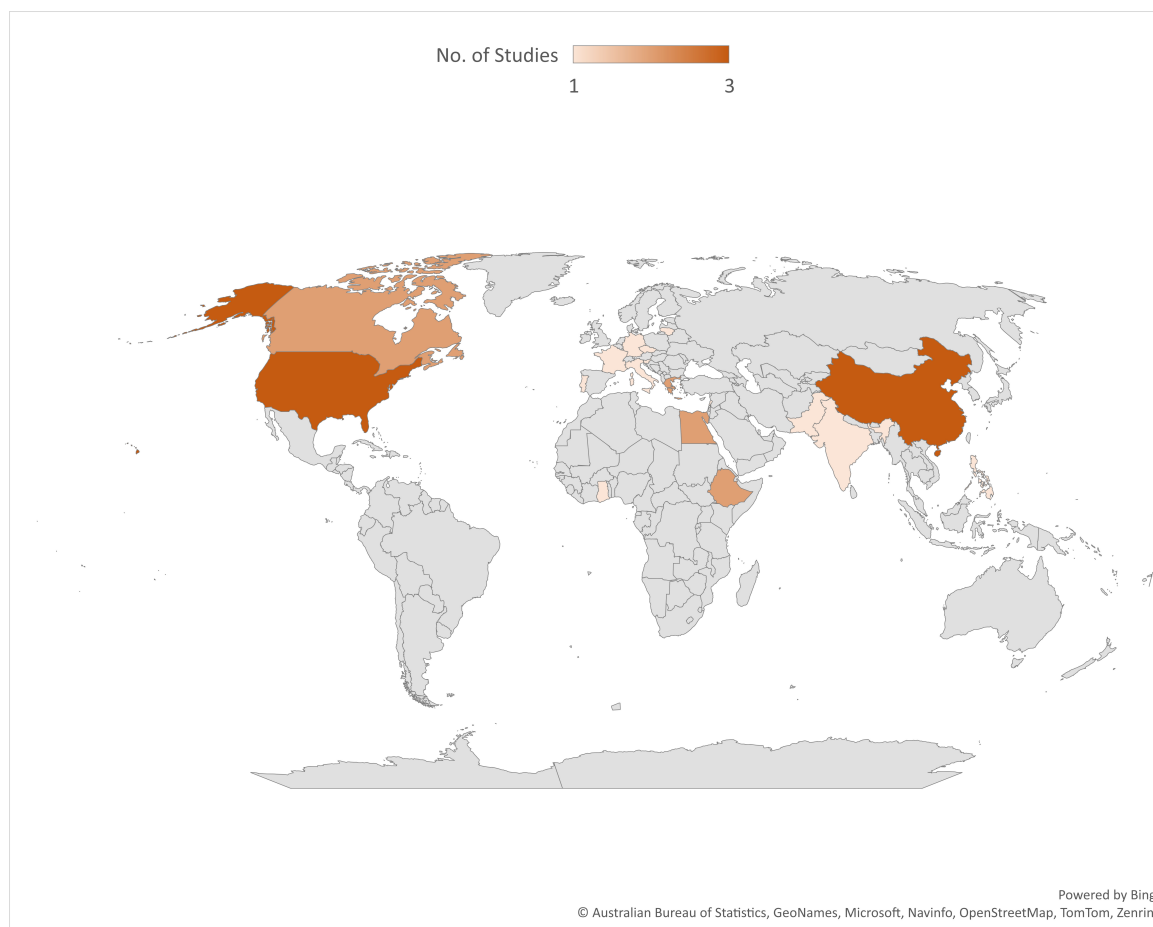 No. of Studies
1 3
Powered by Bing
© Australian Bureau of Statistics, GeoNames, Microsoft, Navinfo, OpenStreetMap, TomTom, Zenrin